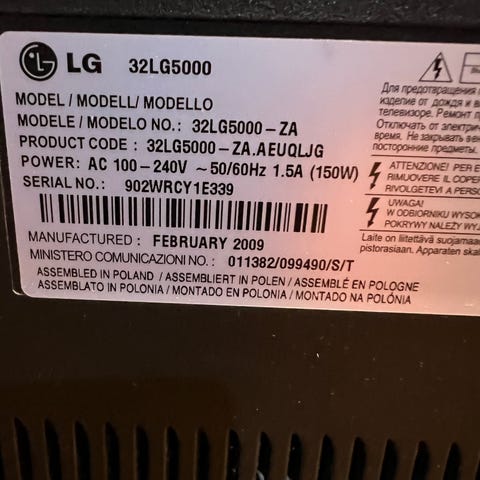 LG 32LG5000
MODEL / MODELL/ MODELLO
MODELE / MODELO NO.: 32LG5000-ZA
PRODUCT CODE : 32LG5000-ZA.AEUQLJG
POWER: AC 100-240V ~50/60Hz 1.5A (150W)
SERIAL NO.: 902WRCY1E339
MANUFACTURED : FEBRUARY 2009
MINISTERO COMUNICAZIONI NO.: 011382/099490/S/T
ASSEMBLED IN POLAND / ASSEMBLIERT IN POLEN / ASSEMBLÉ EN POLOGNE
ASSEMBLATO IN POLONIA / MONTADO EN POLONIA / MONTADO NA POLÓNIA
Для предотвращения
изделие от дождя и в
телевизоре. Ремонт п
Отключать от электрич
время. Не закрывать в
посторонние предметы.
ATTENZIONE! PER E
RIMUOVERE IL COPER
RIVOLGETEVI A PERSO
UWAGA!
W ODBIORNIKU WYSOK
POKRYWY NALEŻY WYJ
Laite on liitettävä suojamaa
pistorasiaan. Apparaten skal